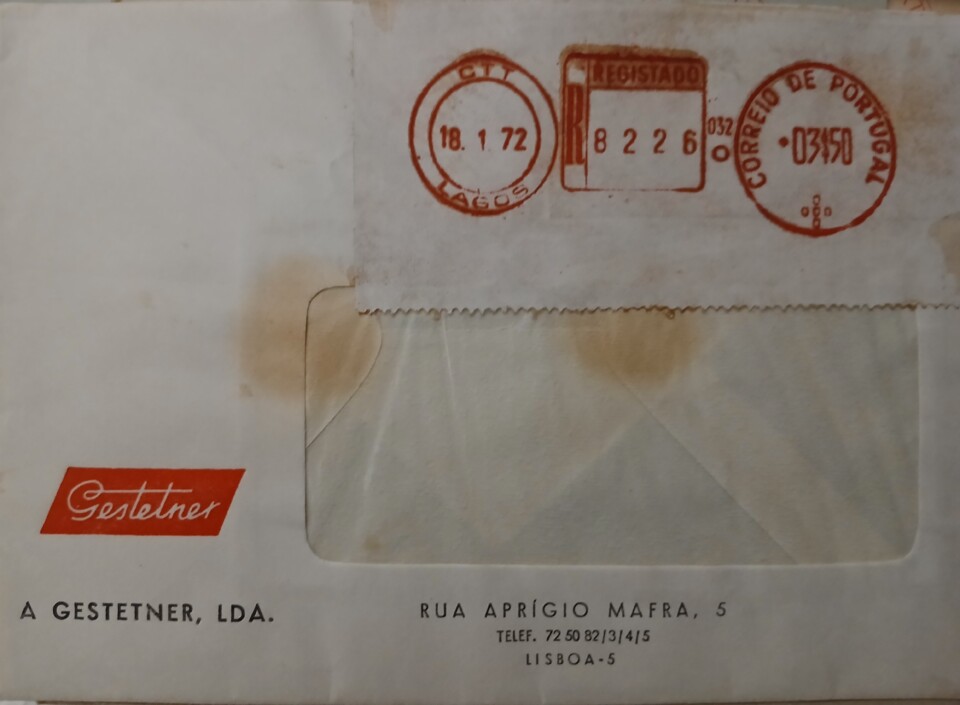 CTT
18. 1 72
LAGOS
REGISTADO
R
8 2 2 6
032
CORREIO DE PORTUGAL
•03$50
Gestetner
A GESTETNER, LDA.
RUA APRÍGIO MAFRA, 5
TELEF. 72 50 82/3/4/5
LISBOA-5